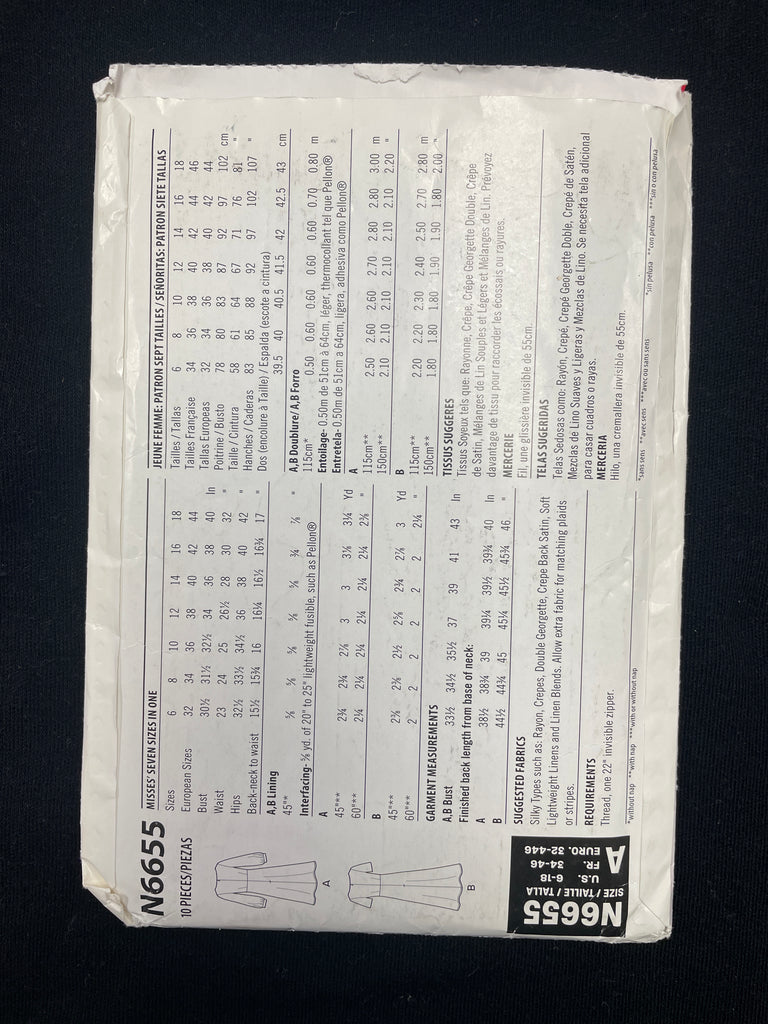 N6655
10 PIECES/PIEZAS
A
B
MISSES' SEVEN SIZES IN ONE
Sizes 6 8 10 12 14 16 18
European Sizes 32 34 36 38 40 42 44
Bust 30½ 31½ 32½ 34 36 38 40 In
Waist 23 24 25 26½ 28 30 32 "
Hips 32½ 33½ 34½ 36 38 40 42 "
Back-neck to waist 15½ 15¾ 16 16¼ 16½ 16¾ 17 "
A,B Lining
45"* ⅝ ⅝ ⅝ ⅝ ⅝ ¾ ⅞ "
Interfacing- ⅝ yd. of 20" to 25" lightweight fusible, such as Pellon®
A
45"*** 2¾ 2¾ 2⅞ 3 3 3⅛ 3¼ Yd
60"*** 2¼ 2¼ 2¼ 2¼ 2¼ 2¼ 2⅜ "
B
45"*** 2⅜ 2⅜ 2½ 2⅝ 2¾ 2⅞ 3 Yd
60"*** 2 2 2 2 2 2 2¼ "
GARMENT MEASUREMENTS
A,B Bust 33½ 34½ 35½ 37 39 41 43 In
Finished back length from base of neck:
A 38½ 38¾ 39 39¼ 39½ 39¾ 40 In
B 44½ 44¾ 45 45¼ 45½ 45¾ 46 "
SUGGESTED FABRICS
Silky Types such as: Rayon, Crepes, Double Georgette, Crepe Back Satin, Soft
Lightweight Linens and Linen Blends. Allow extra fabric for matching plaids
or stripes.
REQUIREMENTS
Thread, one 22" invisible zipper.
*without nap **with nap ***with or without nap
JEUNE FEMME: PATRON SEPT TAILLES / SEÑORITAS: PATRON SIETE TALLAS
Tailles / Tallas 6 8 10 12 14 16 18
Tailles Française 34 36 38 40 42 44 46
Tallas Europeas 32 34 36 38 40 42 44
Poitrine / Busto 78 80 83 87 92 97 102 cm
Taille / Cintura 58 61 64 67 71 76 81 "
Hanches / Caderas 83 85 88 92 97 102 107 "
Dos (encolure à Taille) / Espalda (escote a cintura)
39.5 40 40.5 41.5 42 42.5 43 cm
A,B Doublure/ A,B Forro
115cm* 0.50 0.60 0.60 0.60 0.60 0.70 0.80 m
Entoilage- 0.50m de 51cm à 64cm, léger, thermocollant tel que Pellon®
Entretela- 0.50m de 51cm a 64cm, ligera, adhesiva como Pellon®
A
115cm** 2.50 2.60 2.60 2.70 2.80 2.80 3.00 m
150cm** 2.10 2.10 2.10 2.10 2.10 2.10 2.20 "
B
115cm** 2.20 2.20 2.30 2.40 2.50 2.70 2.80 m
150cm** 1.80 1.80 1.80 1.90 1.90 1.80 2.00 "
TISSUS SUGGERES
Tissus Soyeux tels que: Rayonne, Crêpe, Crêpe Georgette Double, Crêpe
de Satin, Mélanges de Lin Souples et Légers et Mélanges de Lin. Prévoyez
davantage de tissu pour raccorder les écossais ou rayures.
MERCERIE
Fil, une glissière invisible de 55cm.
TELAS SUGERIDAS
Telas Sedosas como: Rayón, Crepé, Crepé Georgette Doble, Crepé de Satén,
Mezclas de Lino Suaves y Ligeras y Mezclas de Lino. Se necesita tela adicional
para casar cuadros o rayas.
MERCERIA
Hilo, una cremallera invisible de 55cm.
*sans sens **avec sens ***avec ou sans sens *sin pelusa **con pelusa ***sin o con pelusa
N6655
SIZE / TAILLE / TALLA
U.S. 6-18
FR. 34-46
EURO. 32-446
A